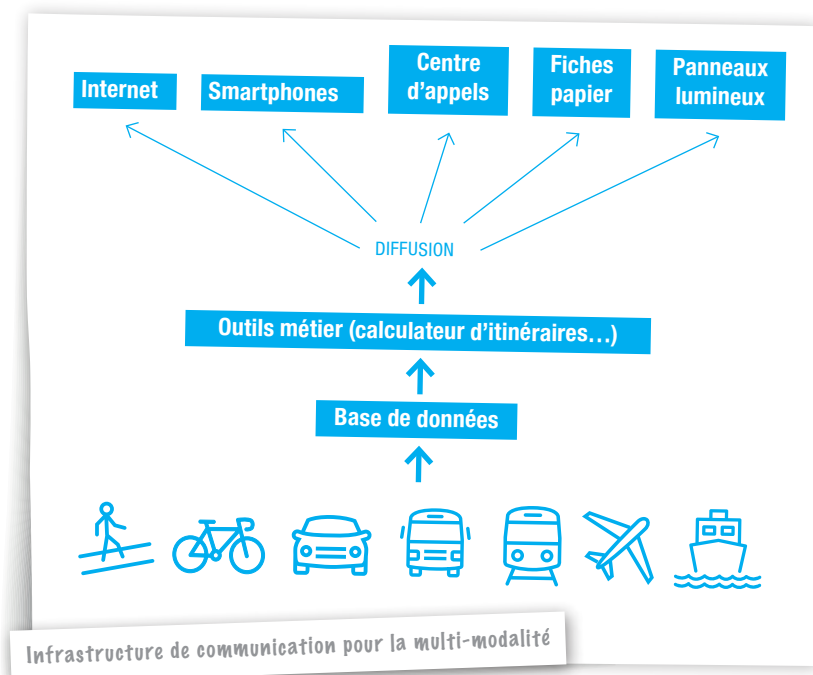 Internet
Smartphones
Centre
d'appels
Fiches
papier
Panneaux
lumineux
DIFFUSION
Outils métier (calculateur d'itinéraires...)
Base de données
Infrastructure de communication pour la multi-modalité